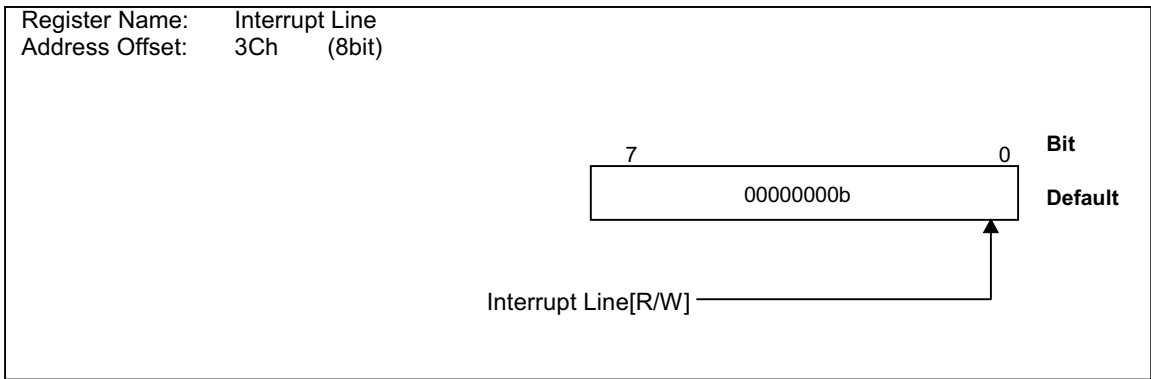 Register Name: Interrupt Line
Address Offset: 3Ch (8bit)
7 0 Bit
00000000b Default
Interrupt Line[R/W]